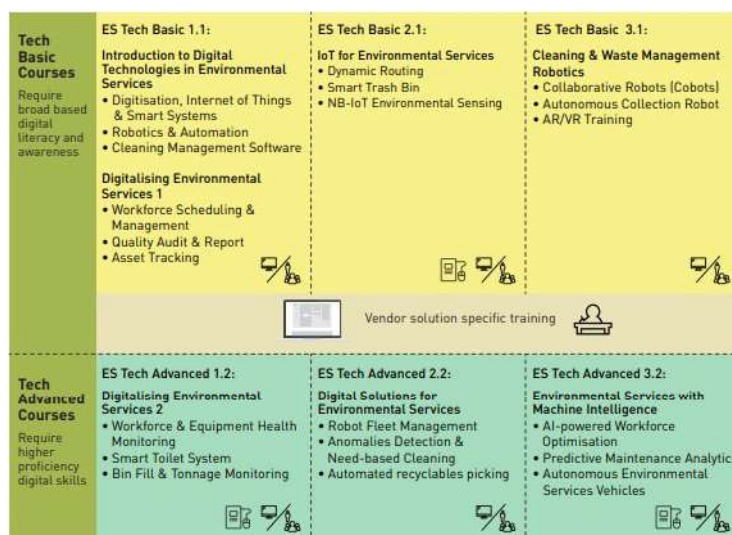 Tech
Basic
Courses
Require
broad based
digital
literacy and
awareness
ES Tech Basic 1.1:
Introduction to Digital
Technologies in Environmental
Services
• Digitisation, Internet of Things
& Smart Systems
• Robotics & Automation
• Cleaning Management Software
Digitalising Environmental
Services 1
• Workforce Scheduling &
Management
• Quality Audit & Report
• Asset Tracking
ES Tech Basic 2.1:
IoT for Environmental Services
• Dynamic Routing
• Smart Trash Bin
• NB-IoT Environmental Sensing
ES Tech Basic 3.1:
Cleaning & Waste Management
Robotics
• Collaborative Robots (Cobots)
• Autonomous Collection Robot
• AR/VR Training
Vendor solution specific training
Tech
Advanced
Courses
Require
higher
proficiency
digital skills
ES Tech Advanced 1.2:
Digitalising Environmental
Services 2
• Workforce & Equipment Health
Monitoring
• Smart Toilet System
• Bin Fill & Tonnage Monitoring
ES Tech Advanced 2.2:
Digital Solutions for
Environmental Services
• Robot Fleet Management
• Anomalies Detection &
Need-based Cleaning
• Automated recyclables picking
ES Tech Advanced 3.2:
Environmental Services with
Machine Intelligence
• AI-powered Workforce
Optimisation
• Predictive Maintenance Analytic
• Autonomous Environmental
Services Vehicles